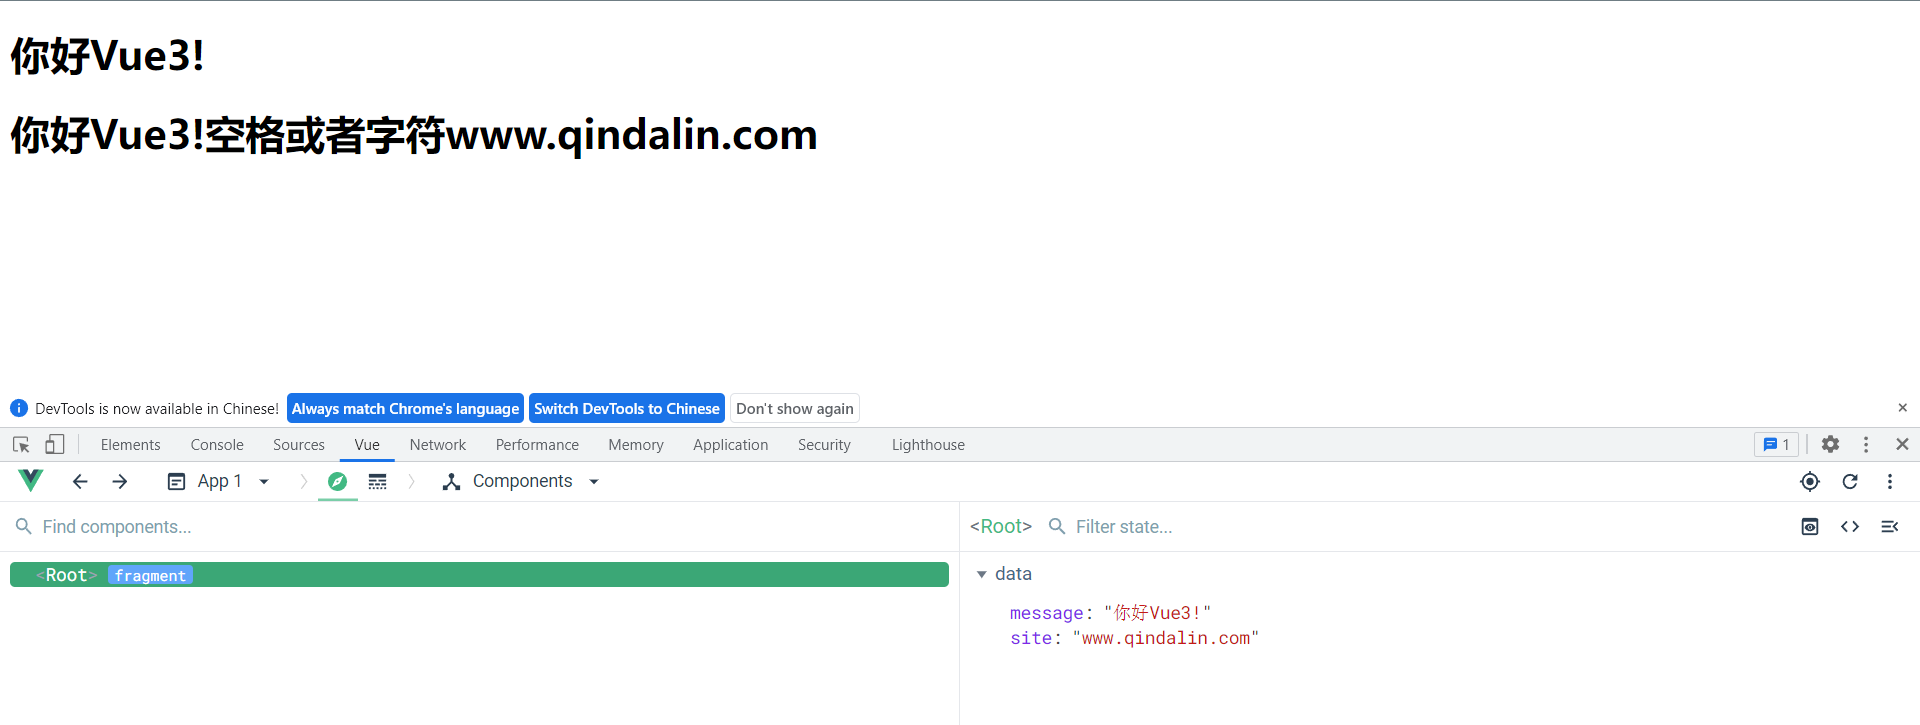 你好Vue3!
你好Vue3!空格或者字符www.qindalin.com
DevTools is now available in Chinese! Always match Chrome's language Switch DevTools to Chinese Don't show again ×
Elements Console Sources Vue Network Performance Memory Application Security Lighthouse 1
App 1 Components
Find components... <Root> Filter state...
<Root> fragment
data
message: "你好Vue3!"
site: "www.qindalin.com"